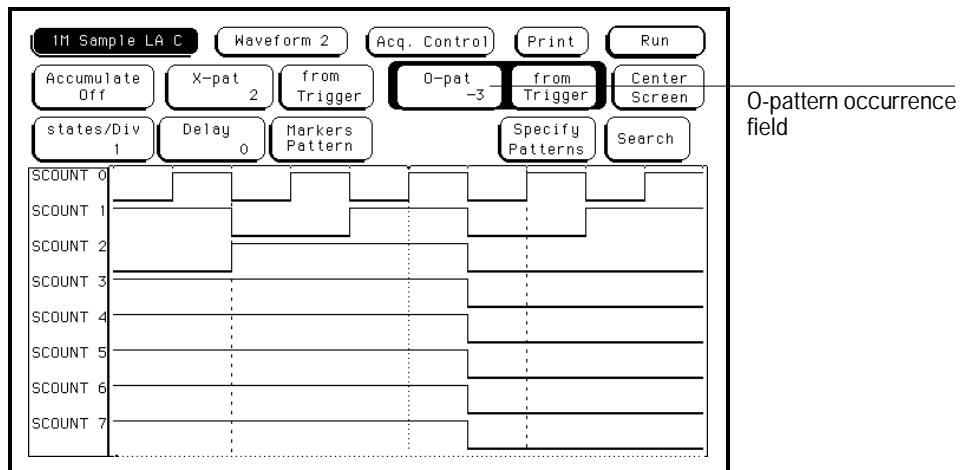 1M Sample LA C Waveform 2 Acq. Control Print Run
Accumulate Off X-pat 2 from Trigger O-pat -3 from Trigger Center Screen
states/Div 1 Delay 0 Markers Pattern Specify Patterns Search
SCOUNT 0
SCOUNT 1
SCOUNT 2
SCOUNT 3
SCOUNT 4
SCOUNT 5
SCOUNT 6
SCOUNT 7
O-pattern occurrence
field